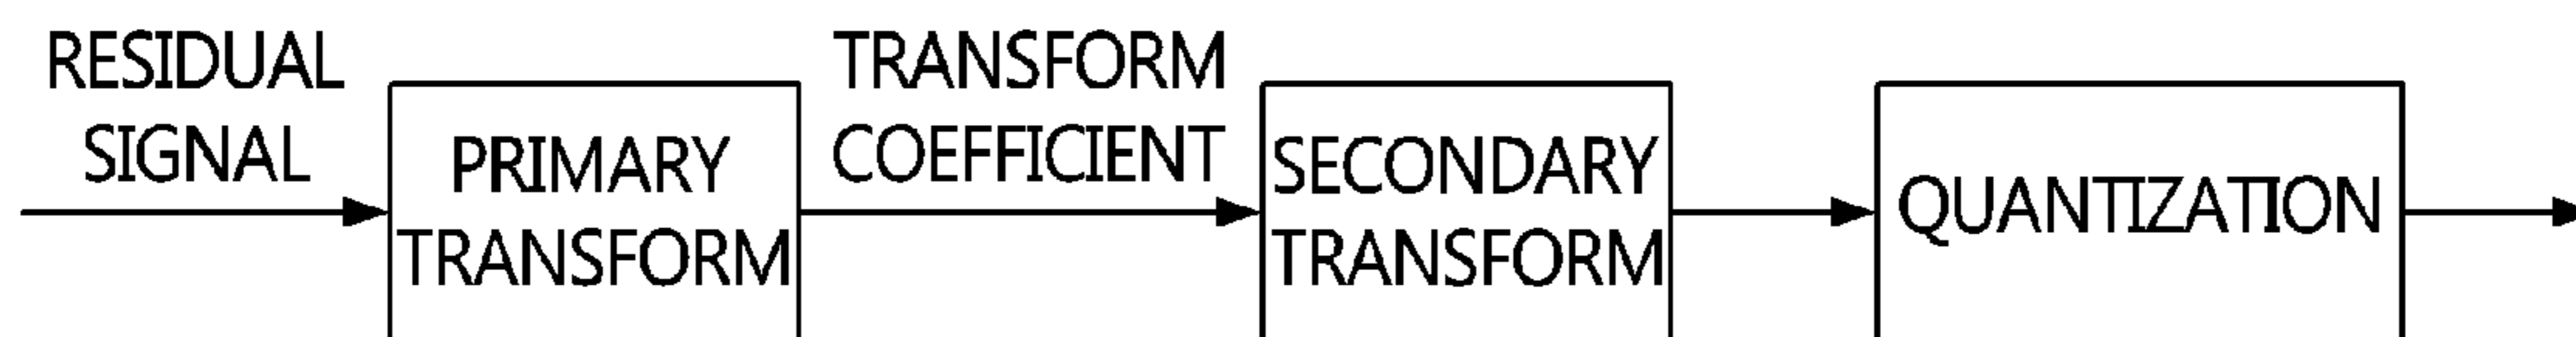 RESIDUAL
SIGNAL
PRIMARY
TRANSFORM
TRANSFORM
COEFFICIENT
SECONDARY
TRANSFORM
QUANTIZATION